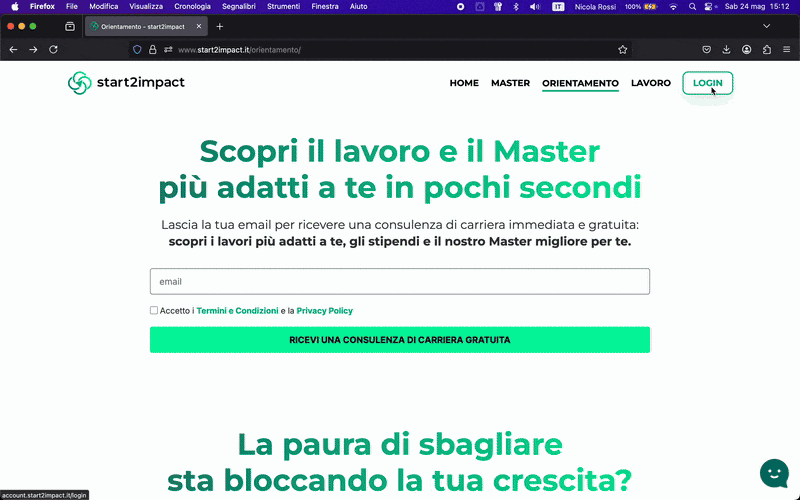 Firefox File Modifica Visualizza Cronologia Segnalibri Strumenti Finestra Aiuto IT Nicola Rossi 100% Sab 24 mag 15:12
Orientamento - start2impact
www.start2impact.it/orientamento/
start2impact HOME MASTER ORIENTAMENTO LAVORO LOGIN
Scopri il lavoro e il Master
più adatti a te in pochi secondi
Lascia la tua email per ricevere una consulenza di carriera immediata e gratuita:
scopri i lavori più adatti a te, gli stipendi e il nostro Master migliore per te.
email
Accetto i Termini e Condizioni e la Privacy Policy
RICEVI UNA CONSULENZA DI CARRIERA GRATUITA
La paura di sbagliare
sta bloccando la tua crescita?
account.start2impact.it/login